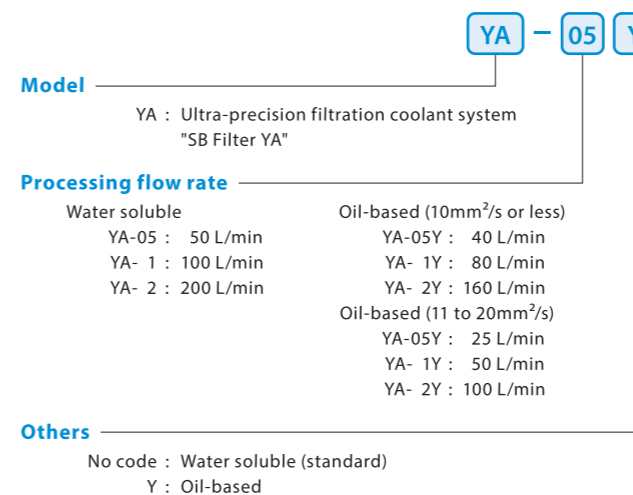 YA - 05 Y
Model
YA : Ultra-precision filtration coolant system
"SB Filter YA"
Processing flow rate
Water soluble
YA-05 : 50 L/min
YA- 1 : 100 L/min
YA- 2 : 200 L/min
Oil-based (10mm²/s or less)
YA-05Y : 40 L/min
YA- 1Y : 80 L/min
YA- 2Y : 160 L/min
Oil-based (11 to 20mm²/s)
YA-05Y : 25 L/min
YA- 1Y : 50 L/min
YA- 2Y : 100 L/min
Others
No code : Water soluble (standard)
Y : Oil-based